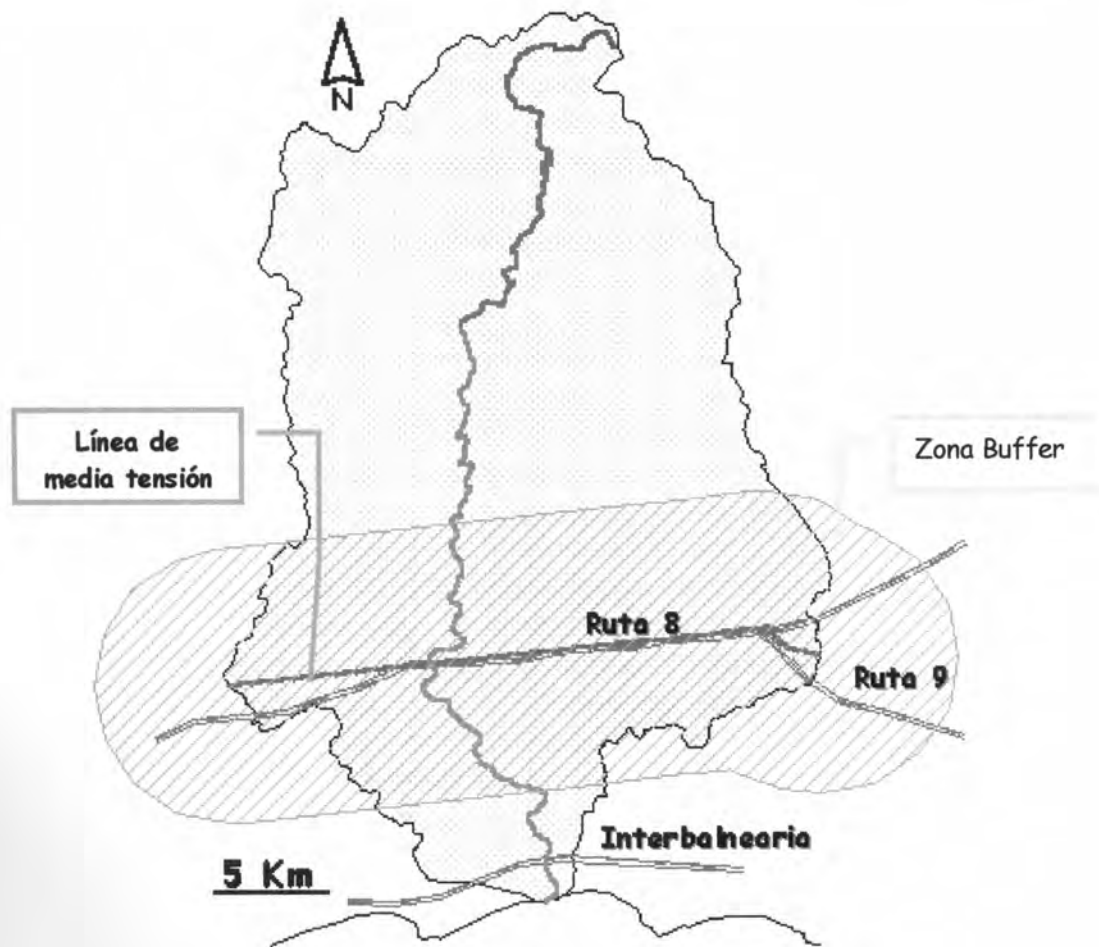 N
Línea de
media tensión
Zona Buffer
Ruta 8
Ruta 9
Interbalnearia
5 Km